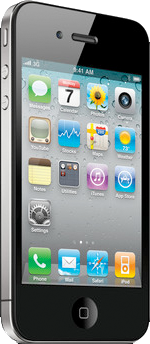 3G 9:41 AM
Messages Calendar Photos Camera
YouTube Stocks Maps Weather
Notes Utilities iTunes App Store
Settings
Phone Mail Safari iPod